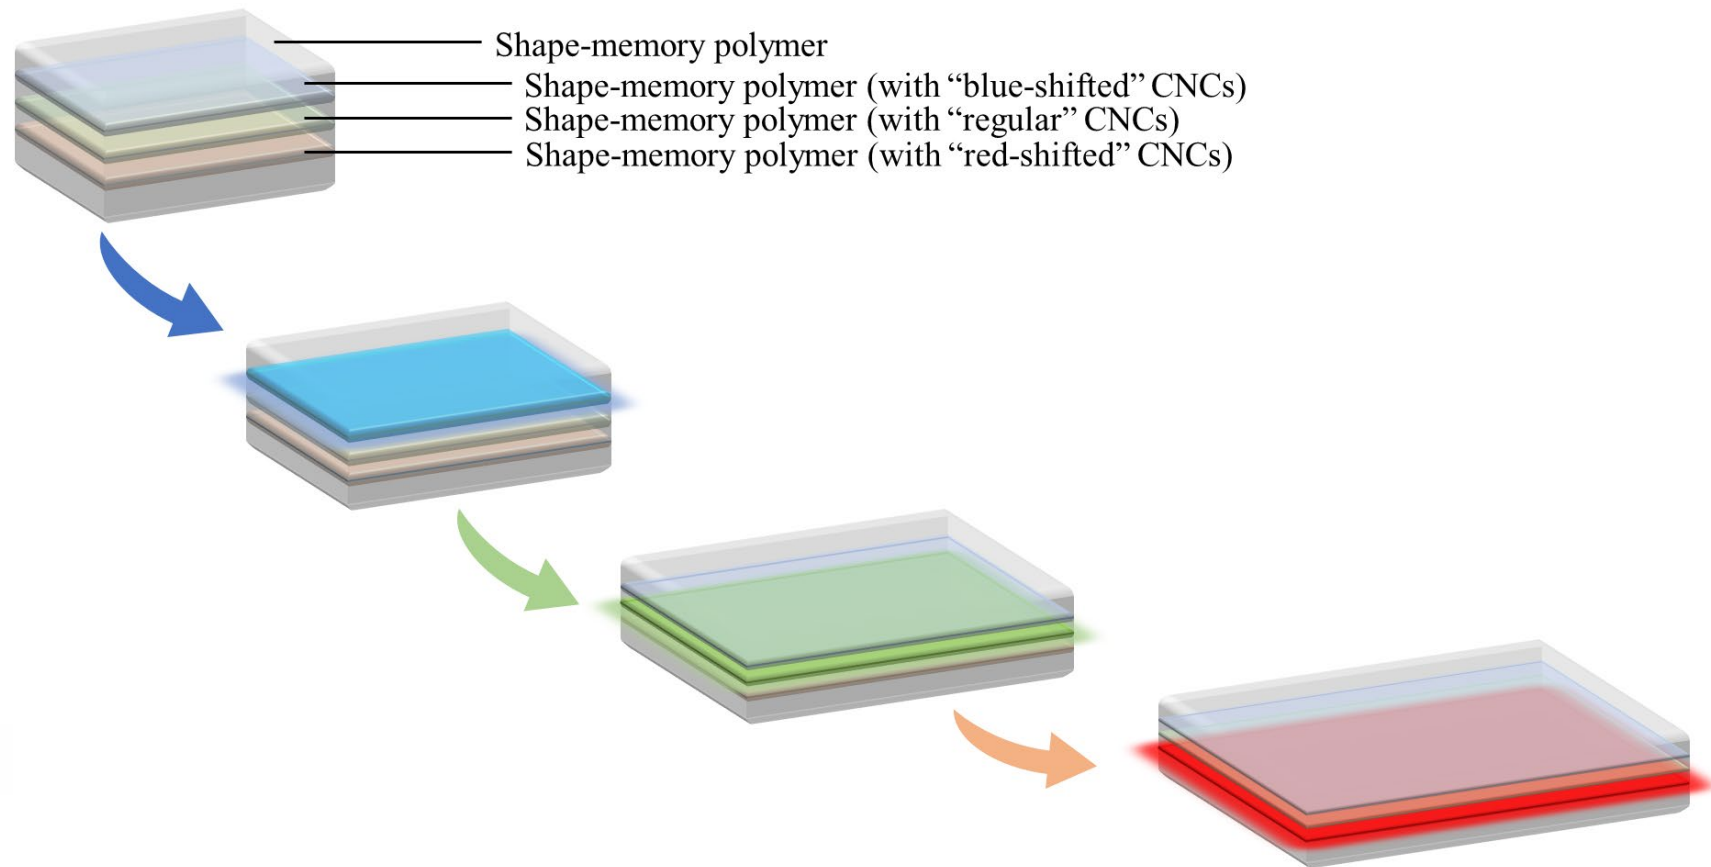 Shape-memory polymer
Shape-memory polymer (with “blue-shifted” CNCs)
Shape-memory polymer (with “regular” CNCs)
Shape-memory polymer (with “red-shifted” CNCs)